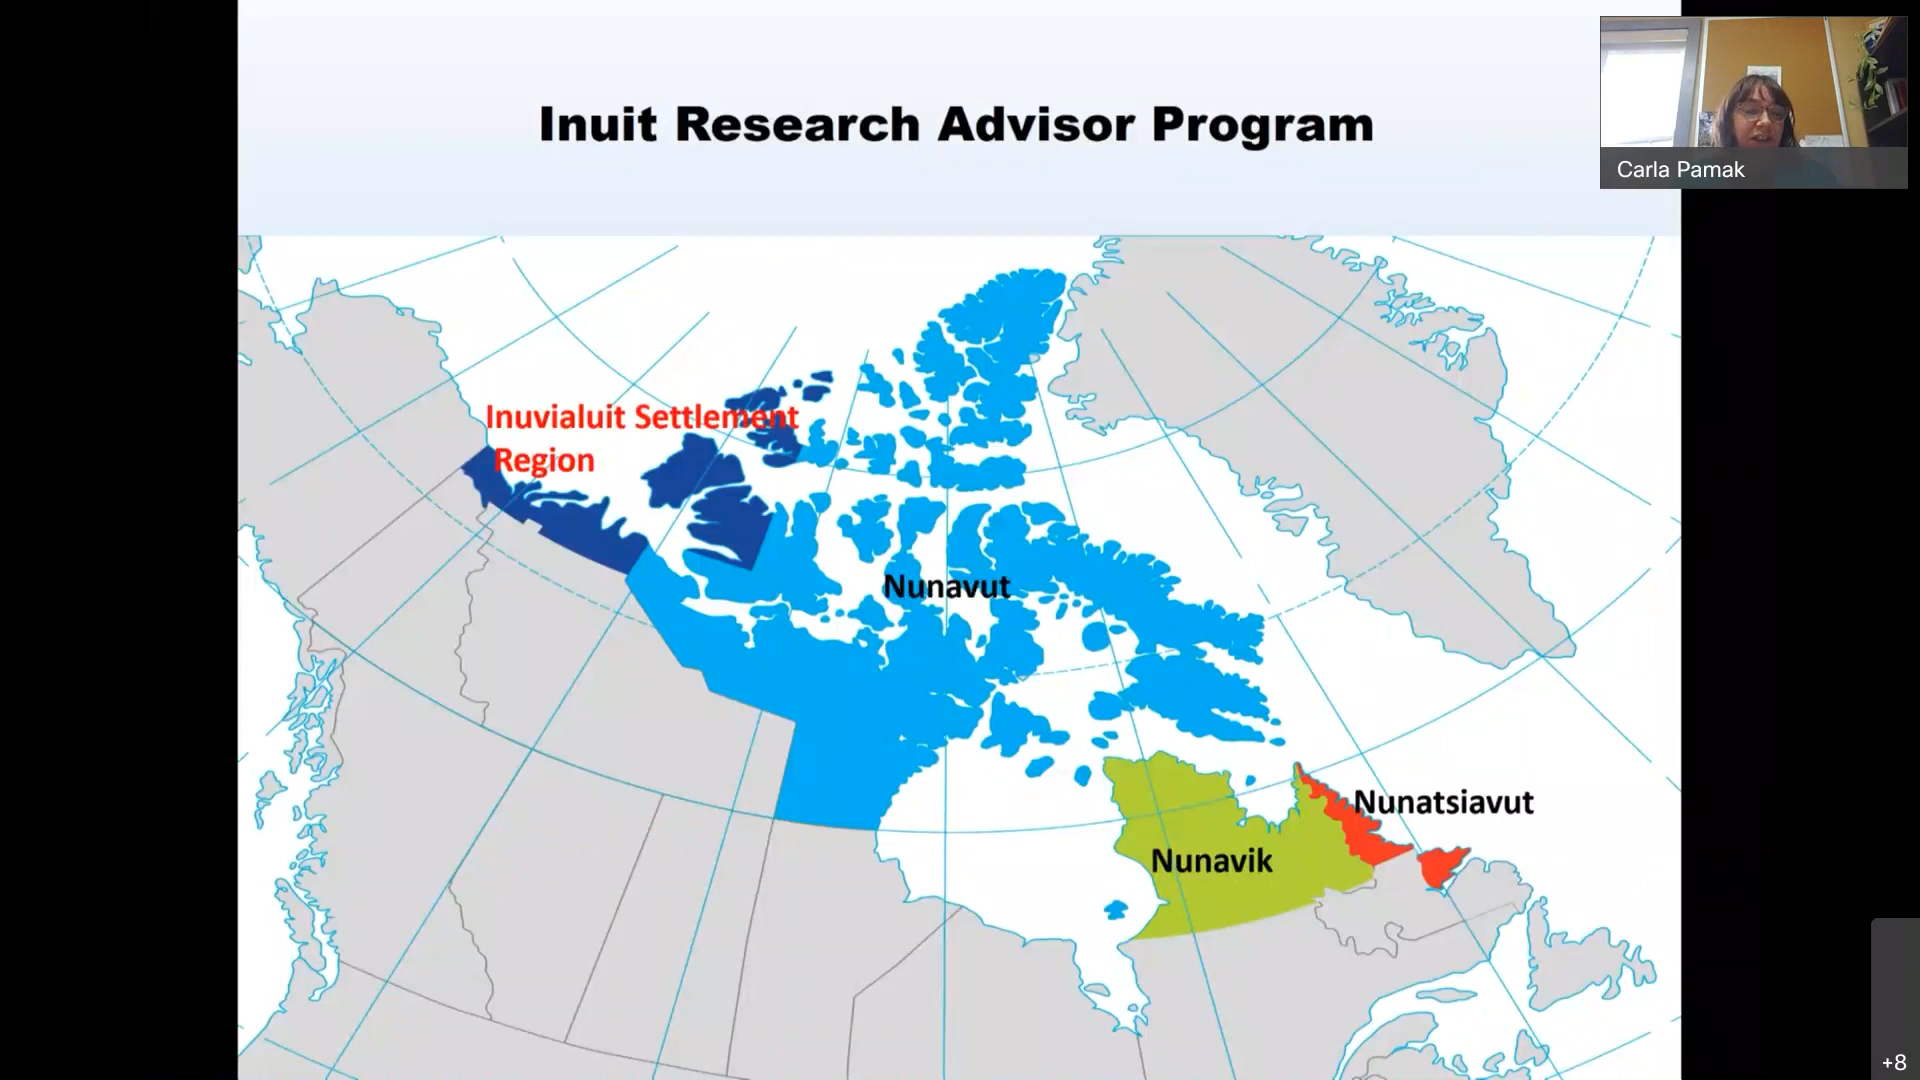 Inuit Research Advisor Program
Carla Pamak
Inuvialuit Settlement
Region
Nunavut
Nunatsiavut
Nunavik
+8